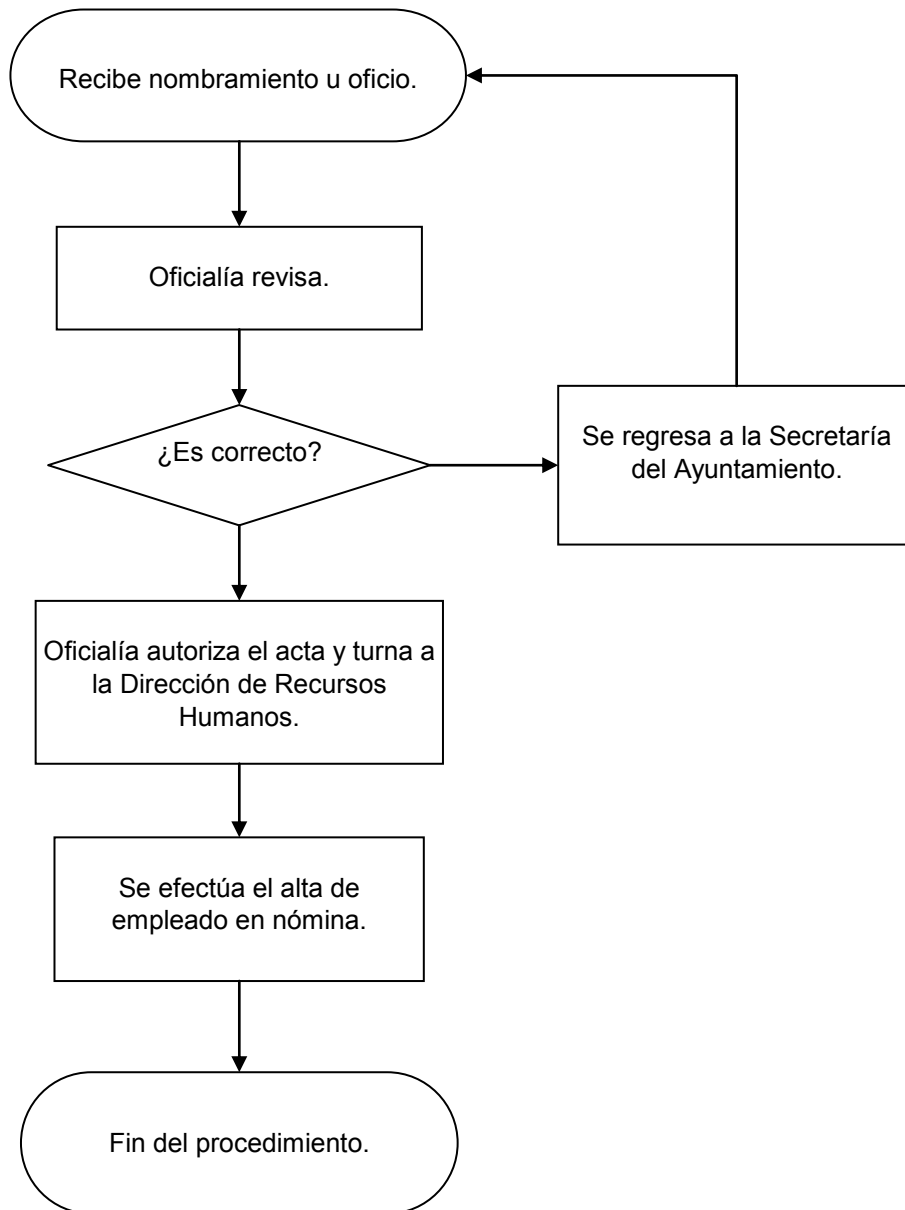 Recibe nombramiento u oficio.
Oficialía revisa.
¿Es correcto?
Se regresa a la Secretaría
del Ayuntamiento.
Oficialía autoriza el acta y turna a
la Dirección de Recursos
Humanos.
Se efectúa el alta de
empleado en nómina.
Fin del procedimiento.